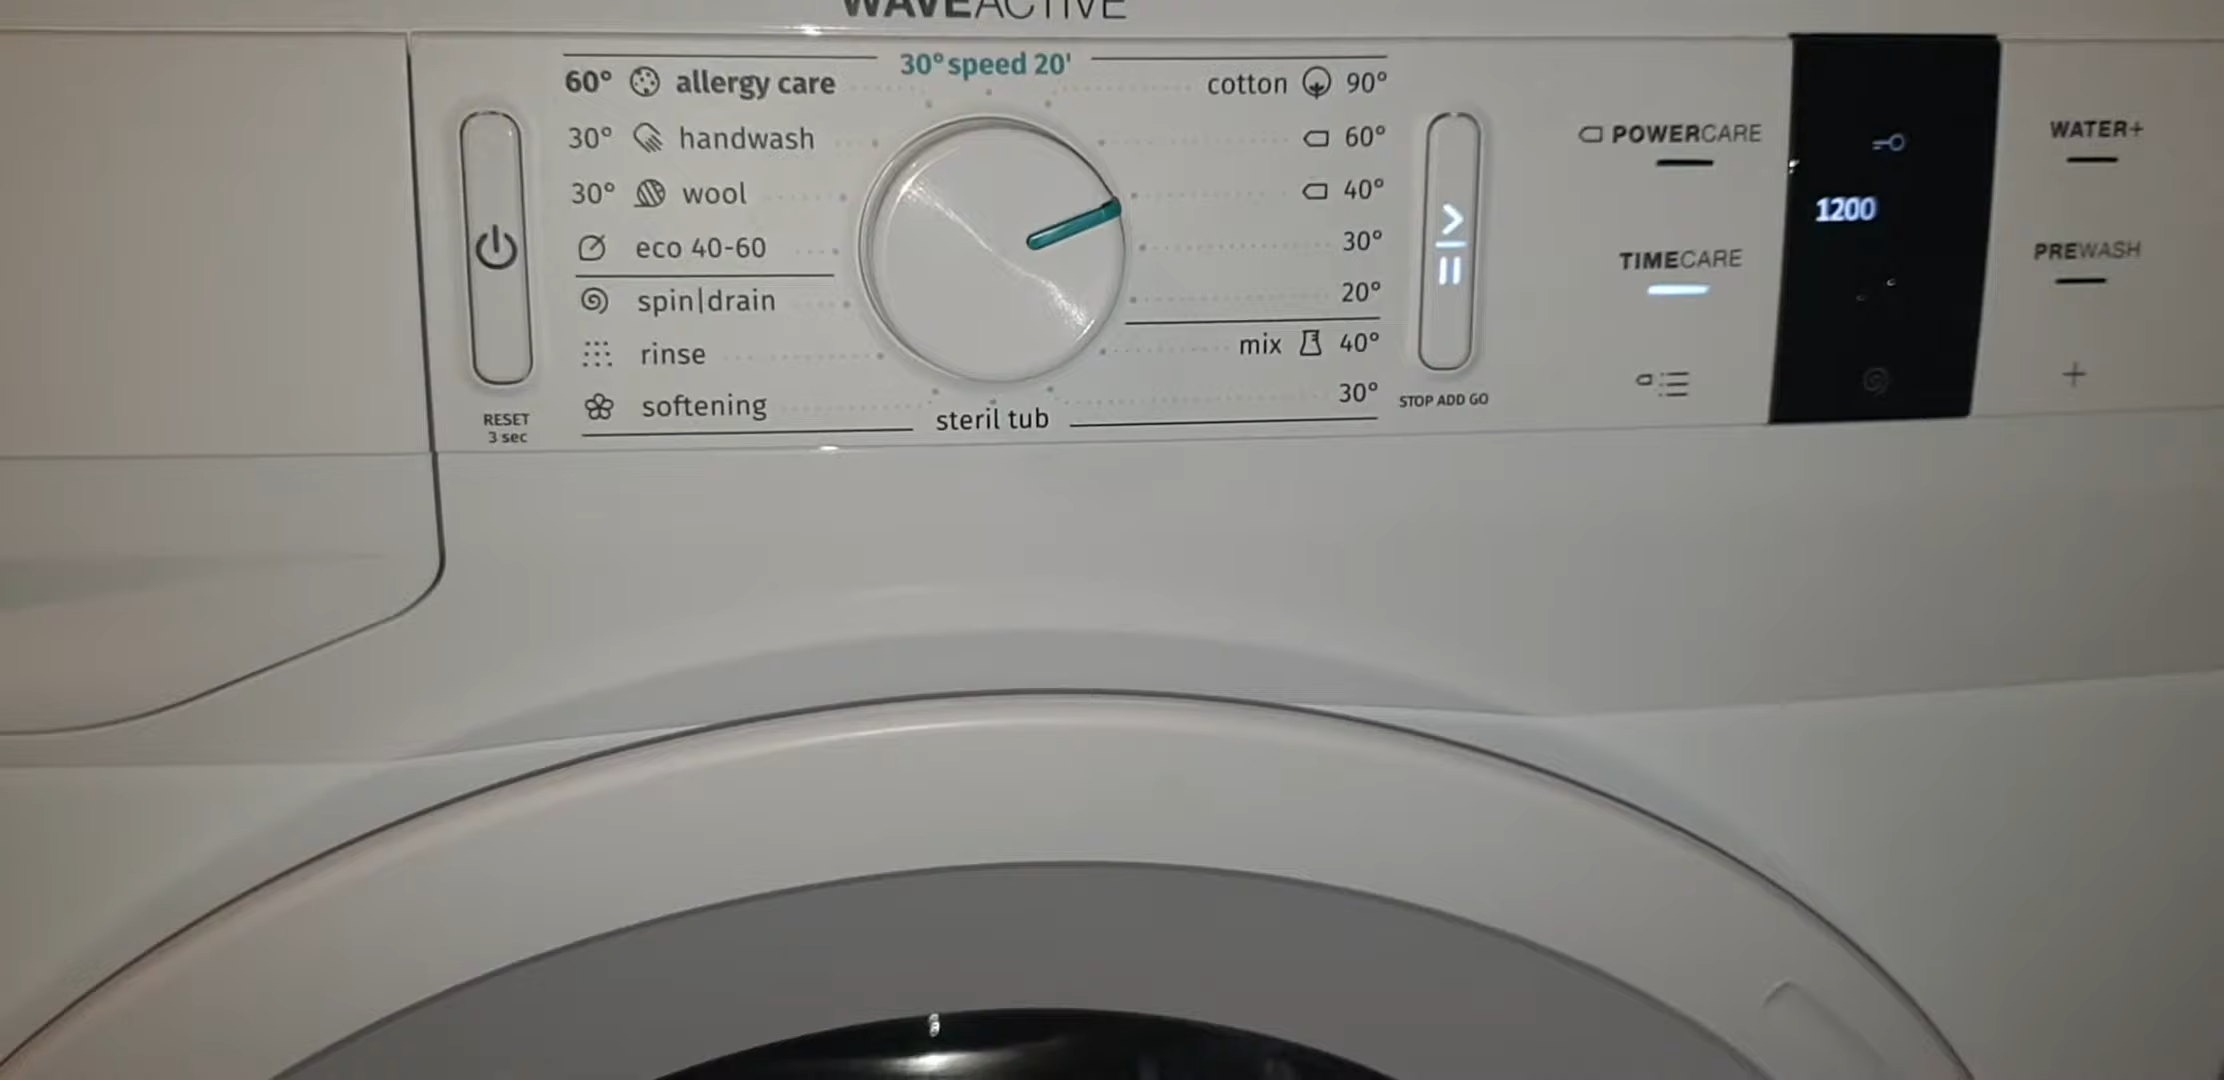 WAVEACTIVE
30° speed 20'
60° allergy care
30° handwash
30° wool
eco 40-60
spin|drain
rinse
softening
steril tub
cotton 90°
60°
40°
30°
20°
mix 40°
30°
RESET
3 sec
STOP ADD GO
POWERCARE
TIMECARE
1200
WATER+
PREWASH
+